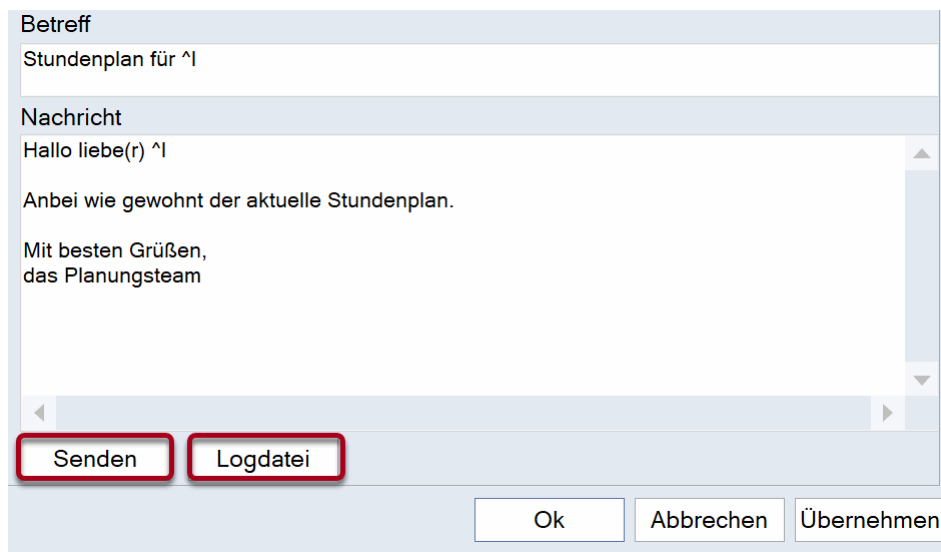 Betreff
Stundenplan für ^l
Nachricht
Hallo liebe(r) ^l
Anbei wie gewohnt der aktuelle Stundenplan.
Mit besten Grüßen,
das Planungsteam
Senden Logdatei
Ok Abbrechen Übernehmen